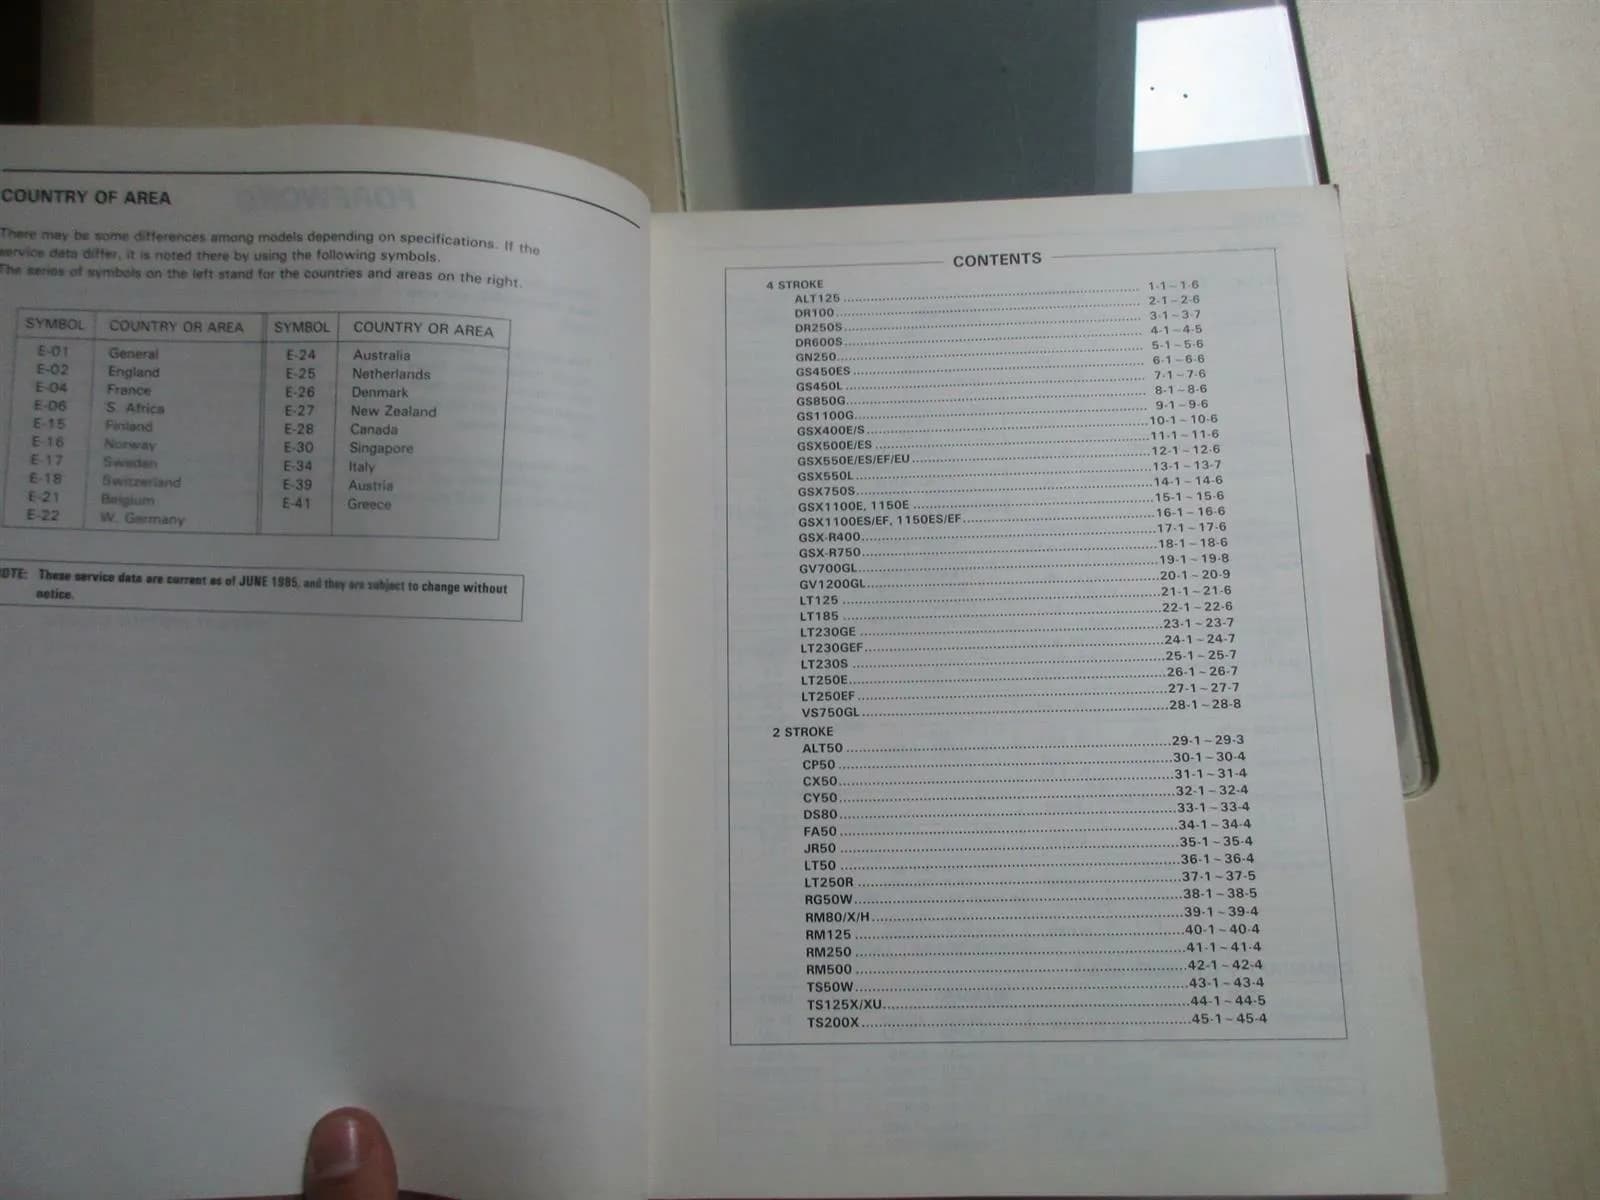 COUNTRY OF AREA
There may be some differences among models depending on specifications. If the
service data differ, it is noted there by using the following symbols.
The series of symbols on the left stand for the countries and areas on the right.
SYMBOL COUNTRY OR AREA SYMBOL COUNTRY OR AREA
E-01 General E-24 Australia
E-02 England E-25 Netherlands
E-04 France E-26 Denmark
E-06 S. Africa E-27 New Zealand
E-15 Finland E-28 Canada
E-16 Norway E-30 Singapore
E-17 Sweden E-34 Italy
E-18 Switzerland E-39 Austria
E-21 Belgium E-41 Greece
E-22 W. Germany
NOTE: These service data are current as of JUNE 1985, and they are subject to change without
notice.
CONTENTS
4 STROKE
ALT125 1-1~1-6
DR100 2-1~2-6
DR250S 3-1~3-7
DR600S 4-1~4-5
GN250 5-1~5-6
GS450ES 6-1~6-6
GS450L 7-1~7-6
GS850G 8-1~8-6
GS1100G 9-1~9-6
GSX400E/S 10-1~10-6
GSX500E/ES 11-1~11-6
GSX550E/ES/EF/EU 12-1~12-6
GSX550L 13-1~13-7
GSX750S 14-1~14-6
GSX1100E, 1150E 15-1~15-6
GSX1100ES/EF, 1150ES/EF 16-1~16-6
GSX-R400 17-1~17-6
GSX-R750 18-1~18-6
GV700GL 19-1~19-8
GV1200GL 20-1~20-9
LT125 21-1~21-6
LT185 22-1~22-6
LT230GE 23-1~23-7
LT230GEF 24-1~24-7
LT230S 25-1~25-7
LT250E 26-1~26-7
LT250EF 27-1~27-7
VS750GL 28-1~28-8
2 STROKE
ALT50 29-1~29-3
CP50 30-1~30-4
CX50 31-1~31-4
CY50 32-1~32-4
DS80 33-1~33-4
FA50 34-1~34-4
JR50 35-1~35-4
LT50 36-1~36-4
LT250R 37-1~37-5
RG50W 38-1~38-5
RM80/X/H 39-1~39-4
RM125 40-1~40-4
RM250 41-1~41-4
RM500 42-1~42-4
TS50W 43-1~43-4
TS125X/XU 44-1~44-5
TS200X 45-1~45-4